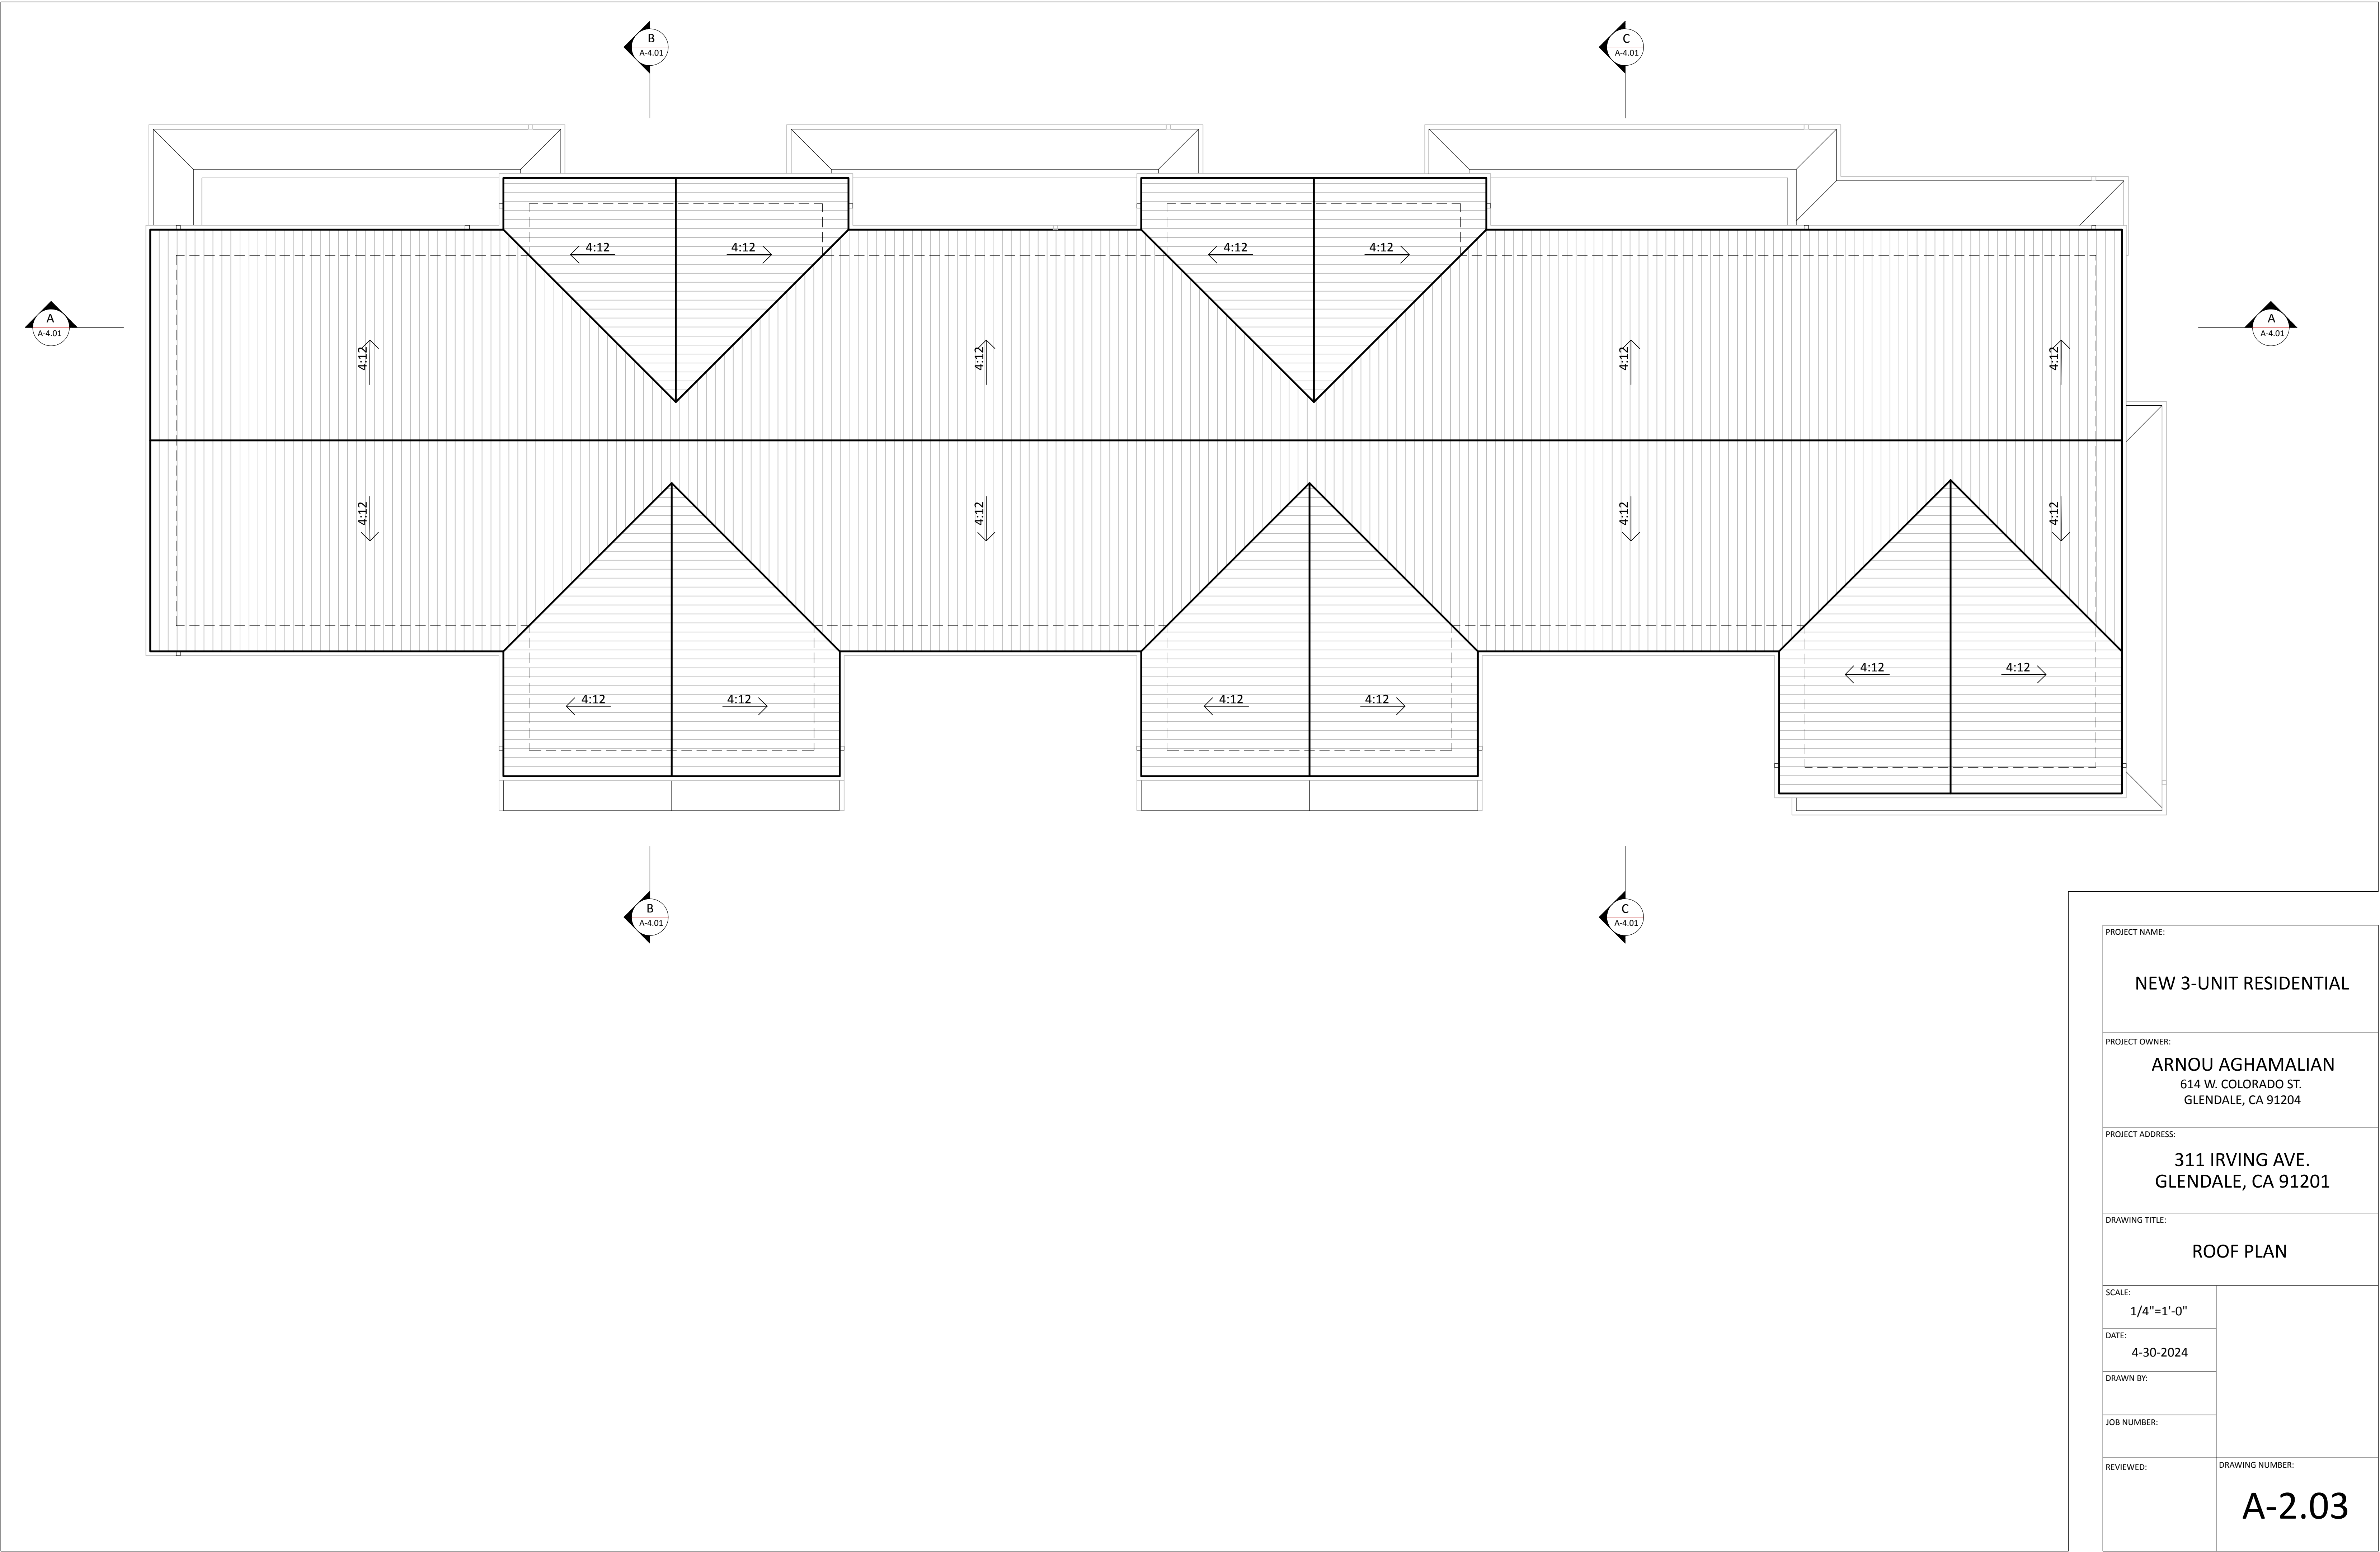 B
A-4.01
C
A-4.01
4:12
4:12
4:12
4:12
A
A-4.01
A
A-4.01
4:12
4:12
4:12
4:12
4:12
4:12
4:12
4:12
4:12
4:12
4:12
4:12
4:12
4:12
B
A-4.01
C
A-4.01
PROJECT NAME:
NEW 3-UNIT RESIDENTIAL
PROJECT OWNER:
ARNOU AGHAMALIAN
614 W. COLORADO ST.
GLENDALE, CA 91204
PROJECT ADDRESS:
311 IRVING AVE.
GLENDALE, CA 91201
DRAWING TITLE:
ROOF PLAN
SCALE:
1/4"=1'-0"
DATE:
4-30-2024
DRAWN BY:
JOB NUMBER:
REVIEWED:
DRAWING NUMBER:
A-2.03